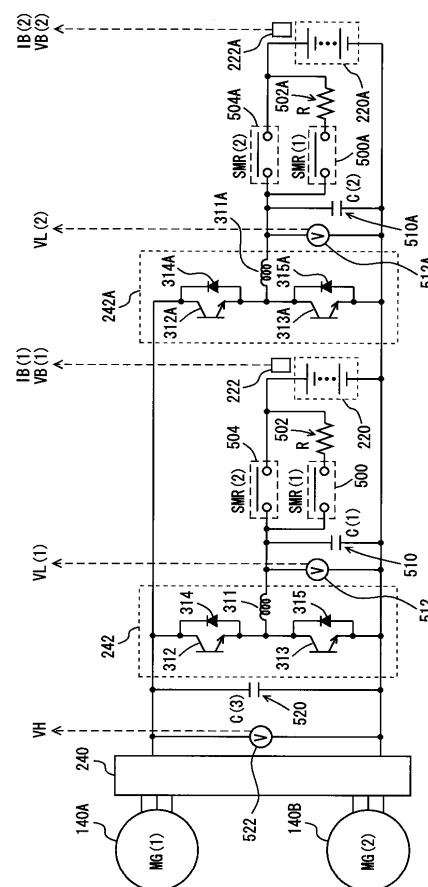 IB(2)
VB(2)
222A
220A
504A
502A
R
SMR(2)
SMR(1)
500A
C(2)
510A
311A
VL(2)
V
512A
242A
314A
315A
312A
313A
IB(1)
VB(1)
222
220
504
502
R
SMR(2)
SMR(1)
500
C(1)
510
311
VL(1)
V
512
242
314
315
312
313
C(3)
520
VH
V
522
240
140A
MG(1)
140B
MG(2)